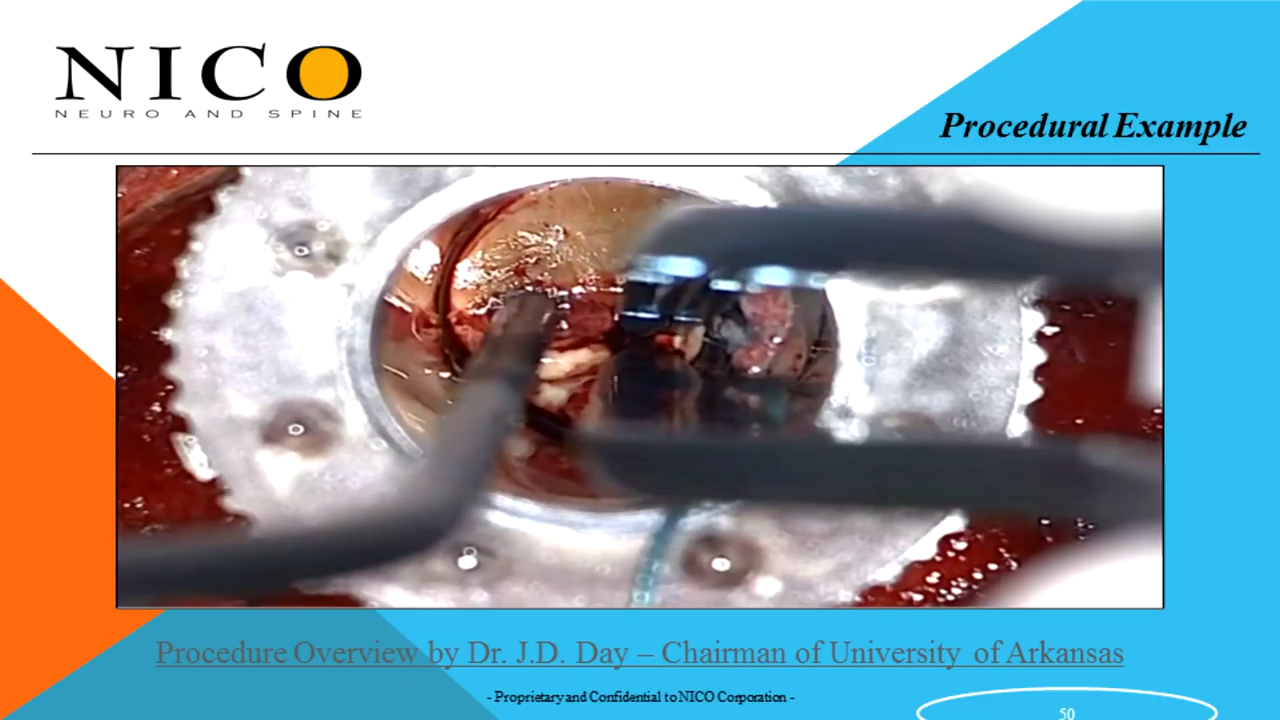 NICO
NEURO AND SPINE
Procedural Example
Procedure Overview by Dr. J.D. Day – Chairman of University of Arkansas
- Proprietary and Confidential to NICO Corporation -
50